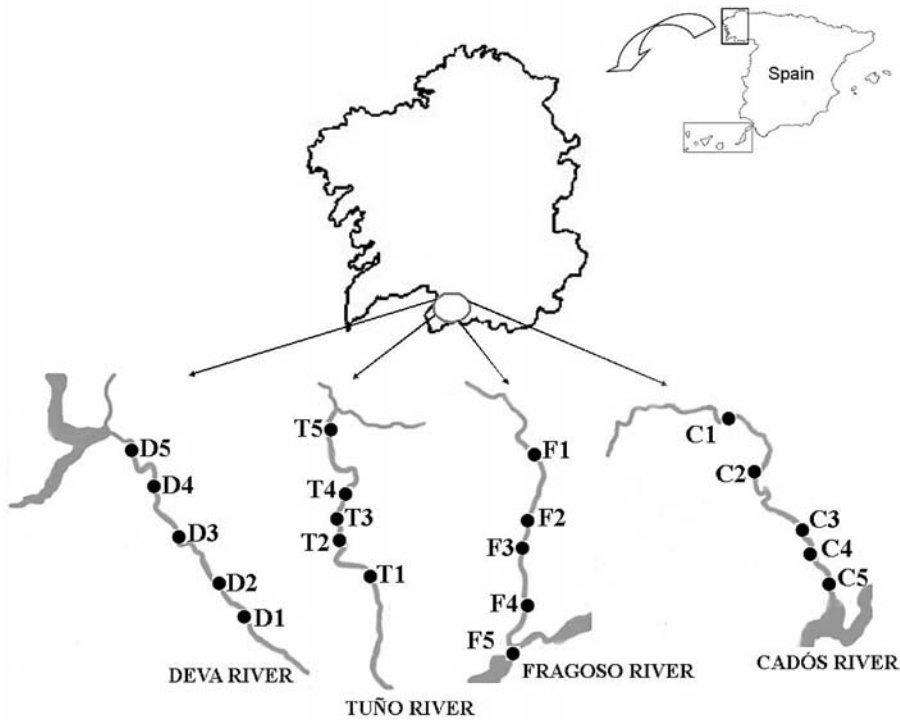 Spain
D5
D4
D3
D2
D1
DEVA RIVER
T5
T4
T3
T2
T1
TUÑO RIVER
F1
F2
F3
F4
F5
FRAGOSO RIVER
C1
C2
C3
C4
C5
CADÓS RIVER